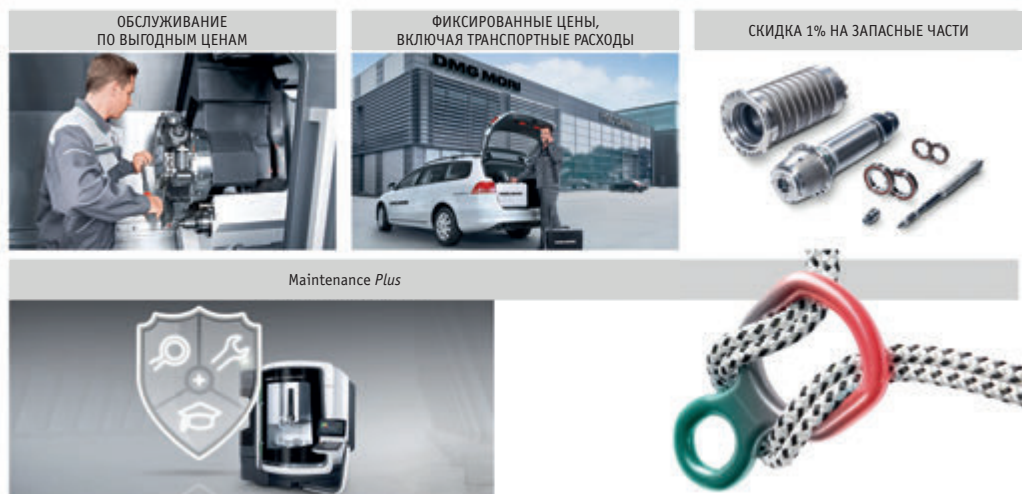 ОБСЛУЖИВАНИЕ
ПО ВЫГОДНЫМ ЦЕНАМ
ФИКСИРОВАННЫЕ ЦЕНЫ,
ВКЛЮЧАЯ ТРАНСПОРТНЫЕ РАСХОДЫ
СКИДКА 1% НА ЗАПАСНЫЕ ЧАСТИ
DMG MORI
Maintenance Plus